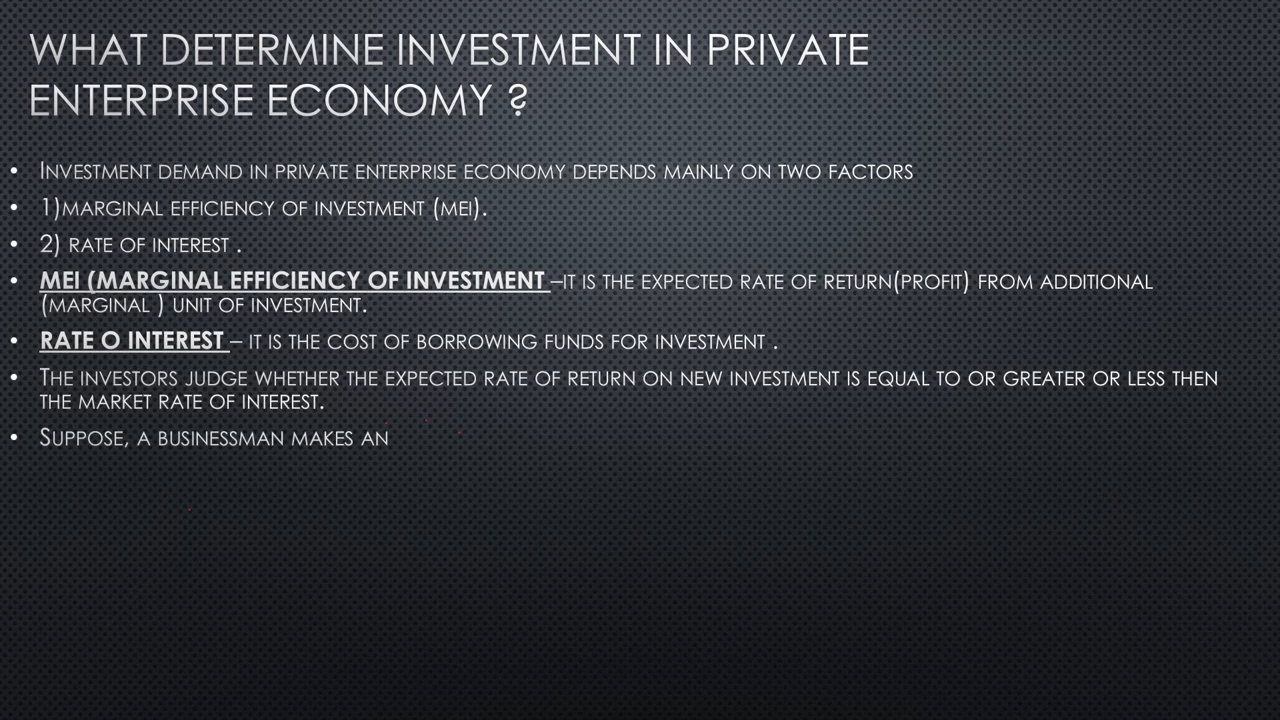 WHAT DETERMINE INVESTMENT IN PRIVATE
ENTERPRISE ECONOMY ?
• INVESTMENT DEMAND IN PRIVATE ENTERPRISE ECONOMY DEPENDS MAINLY ON TWO FACTORS
• 1)MARGINAL EFFICIENCY OF INVESTMENT (MEI).
• 2) RATE OF INTEREST .
• MEI (MARGINAL EFFICIENCY OF INVESTMENT –IT IS THE EXPECTED RATE OF RETURN(PROFIT) FROM ADDITIONAL
(MARGINAL ) UNIT OF INVESTMENT.
• RATE O INTEREST – IT IS THE COST OF BORROWING FUNDS FOR INVESTMENT .
• THE INVESTORS JUDGE WHETHER THE EXPECTED RATE OF RETURN ON NEW INVESTMENT IS EQUAL TO OR GREATER OR LESS THEN
THE MARKET RATE OF INTEREST.
• SUPPOSE, A BUSINESSMAN MAKES AN